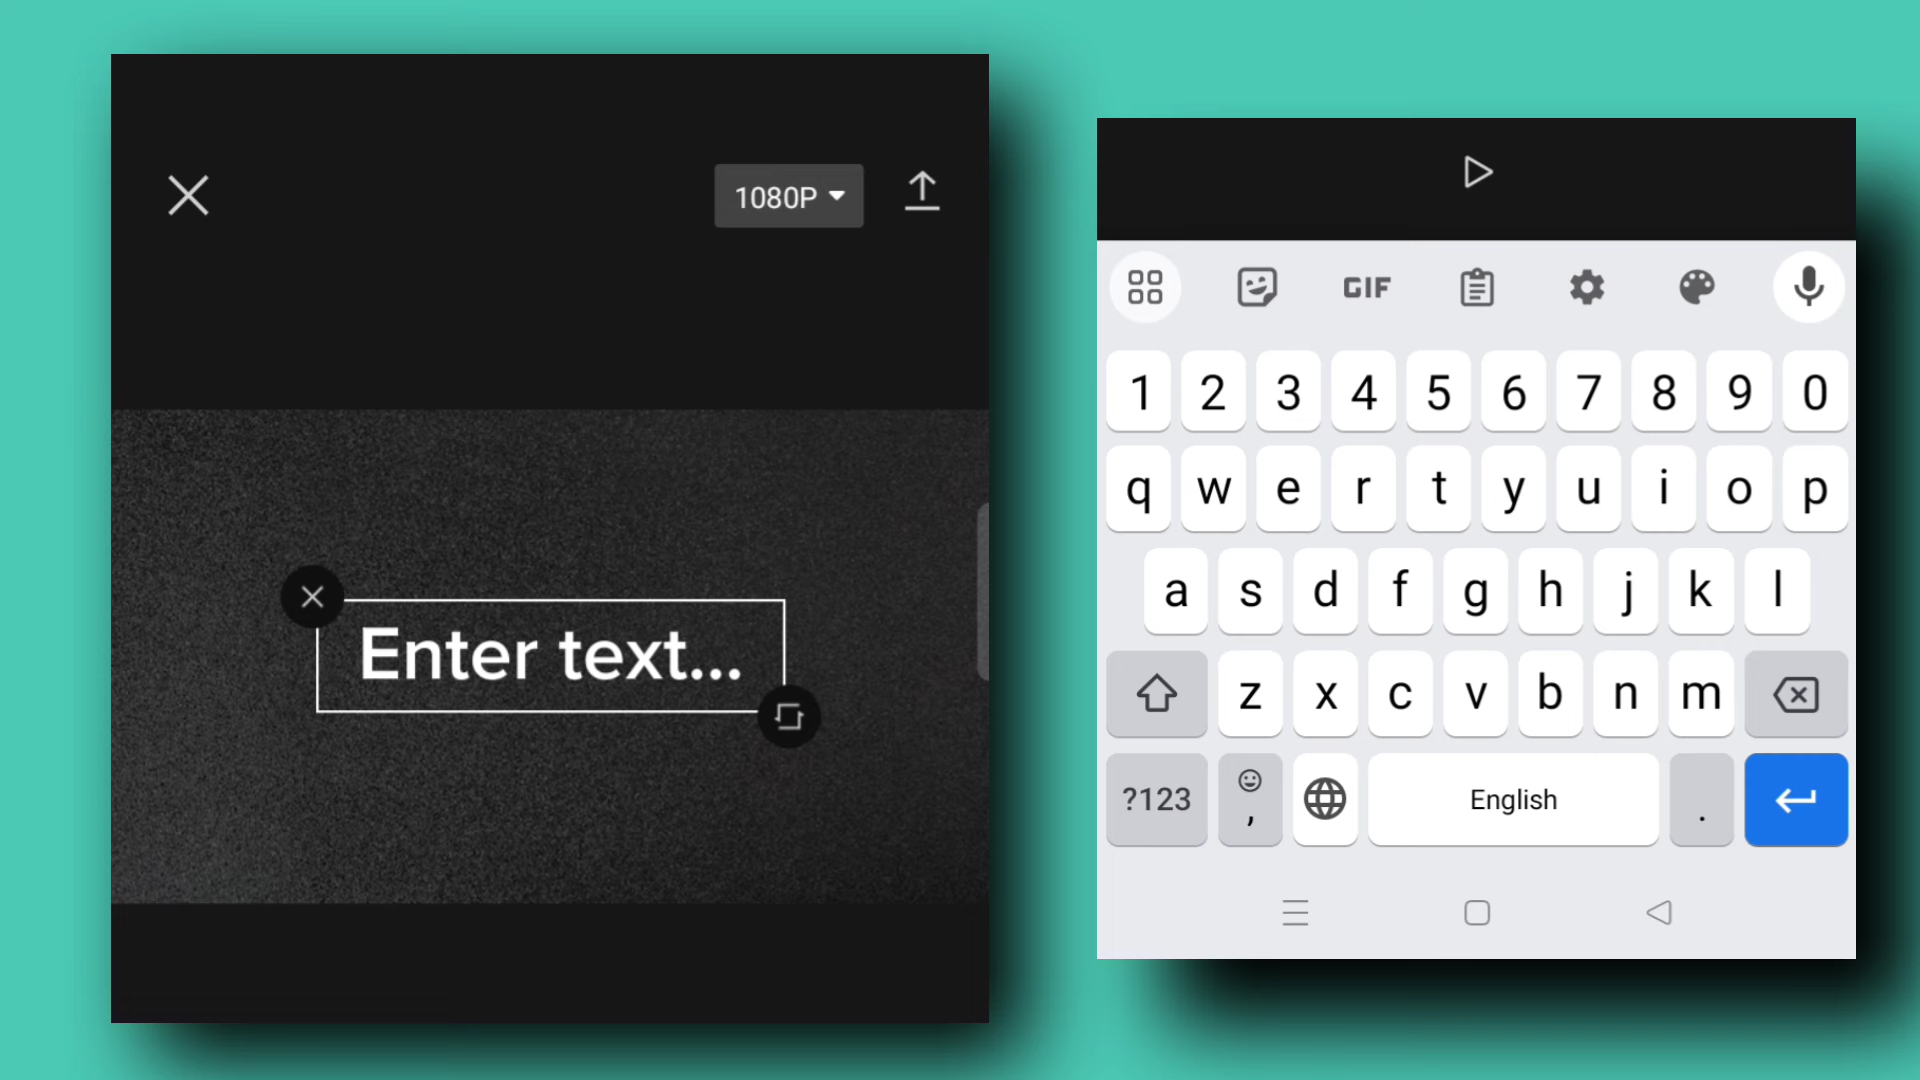 1080P
Enter text...
GIF
1 2 3 4 5 6 7 8 9 0
q w e r t y u i o p
a s d f g h j k l
z x c v b n m
?123 , English .